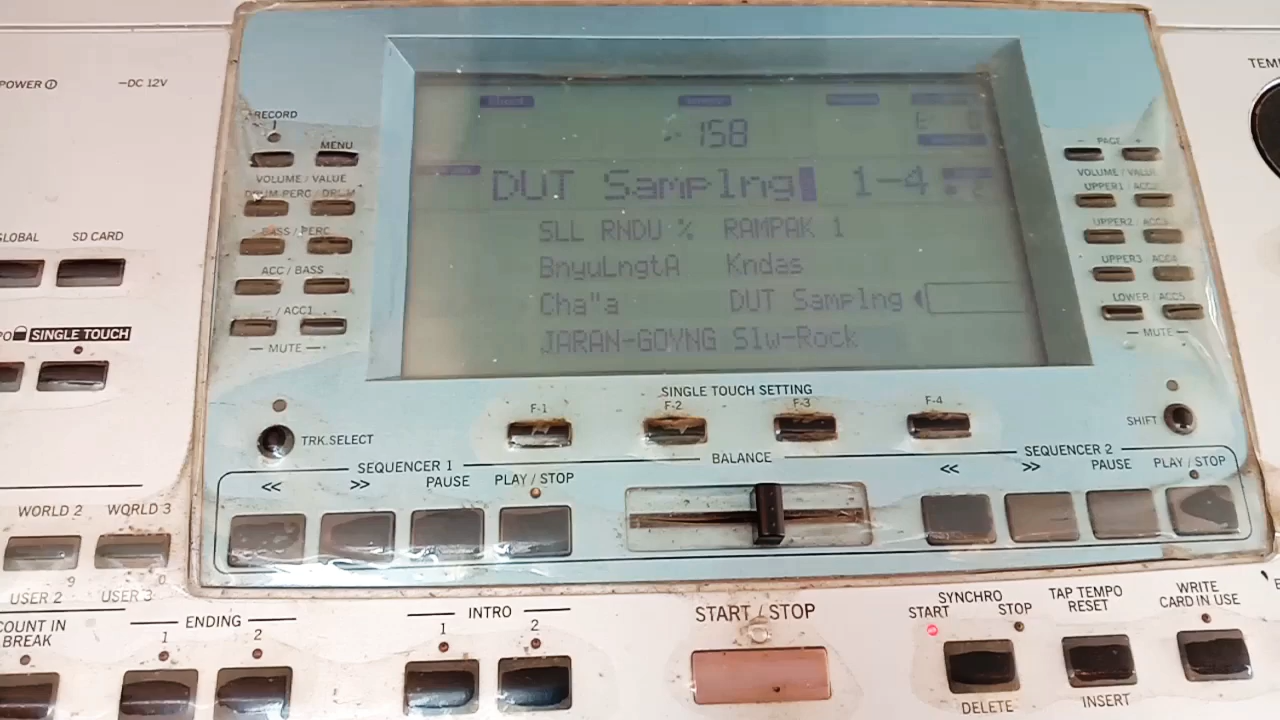 POWER
DC 12V
TEM
RECORD
MENU
VOLUME / VALUE
DRUM-PERC / DRUM
BASS / PERC
ACC / BASS
- / ACC1
MUTE
GLOBAL
SD CARD
SINGLE TOUCH
158
DUT Samplng 1-4
SLL RNDU % RAMPAK 1
BnyuLngtA Kndas
Cha"a DUT Samplng
JARAN-GOYNG Slw-Rock
- PAGE +
VOLUME / VALUE
UPPER1 / ACC2
UPPER2 / ACC3
UPPER3 ACC4
LOWER / ACC5
MUTE
SINGLE TOUCH SETTING
F-1 F-2 F-3 F-4
TRK.SELECT
SHIFT
SEQUENCER 1
BALANCE
SEQUENCER 2
<< >> PAUSE PLAY / STOP
<< >> PAUSE PLAY / STOP
WORLD 2 WORLD 3
9 0
USER 2 USER 3
COUNT IN
BREAK
ENDING
1 2
INTRO
1 2
START / STOP
SYNCHRO
START STOP
TAP TEMPO
RESET
WRITE
CARD IN USE
DELETE
INSERT